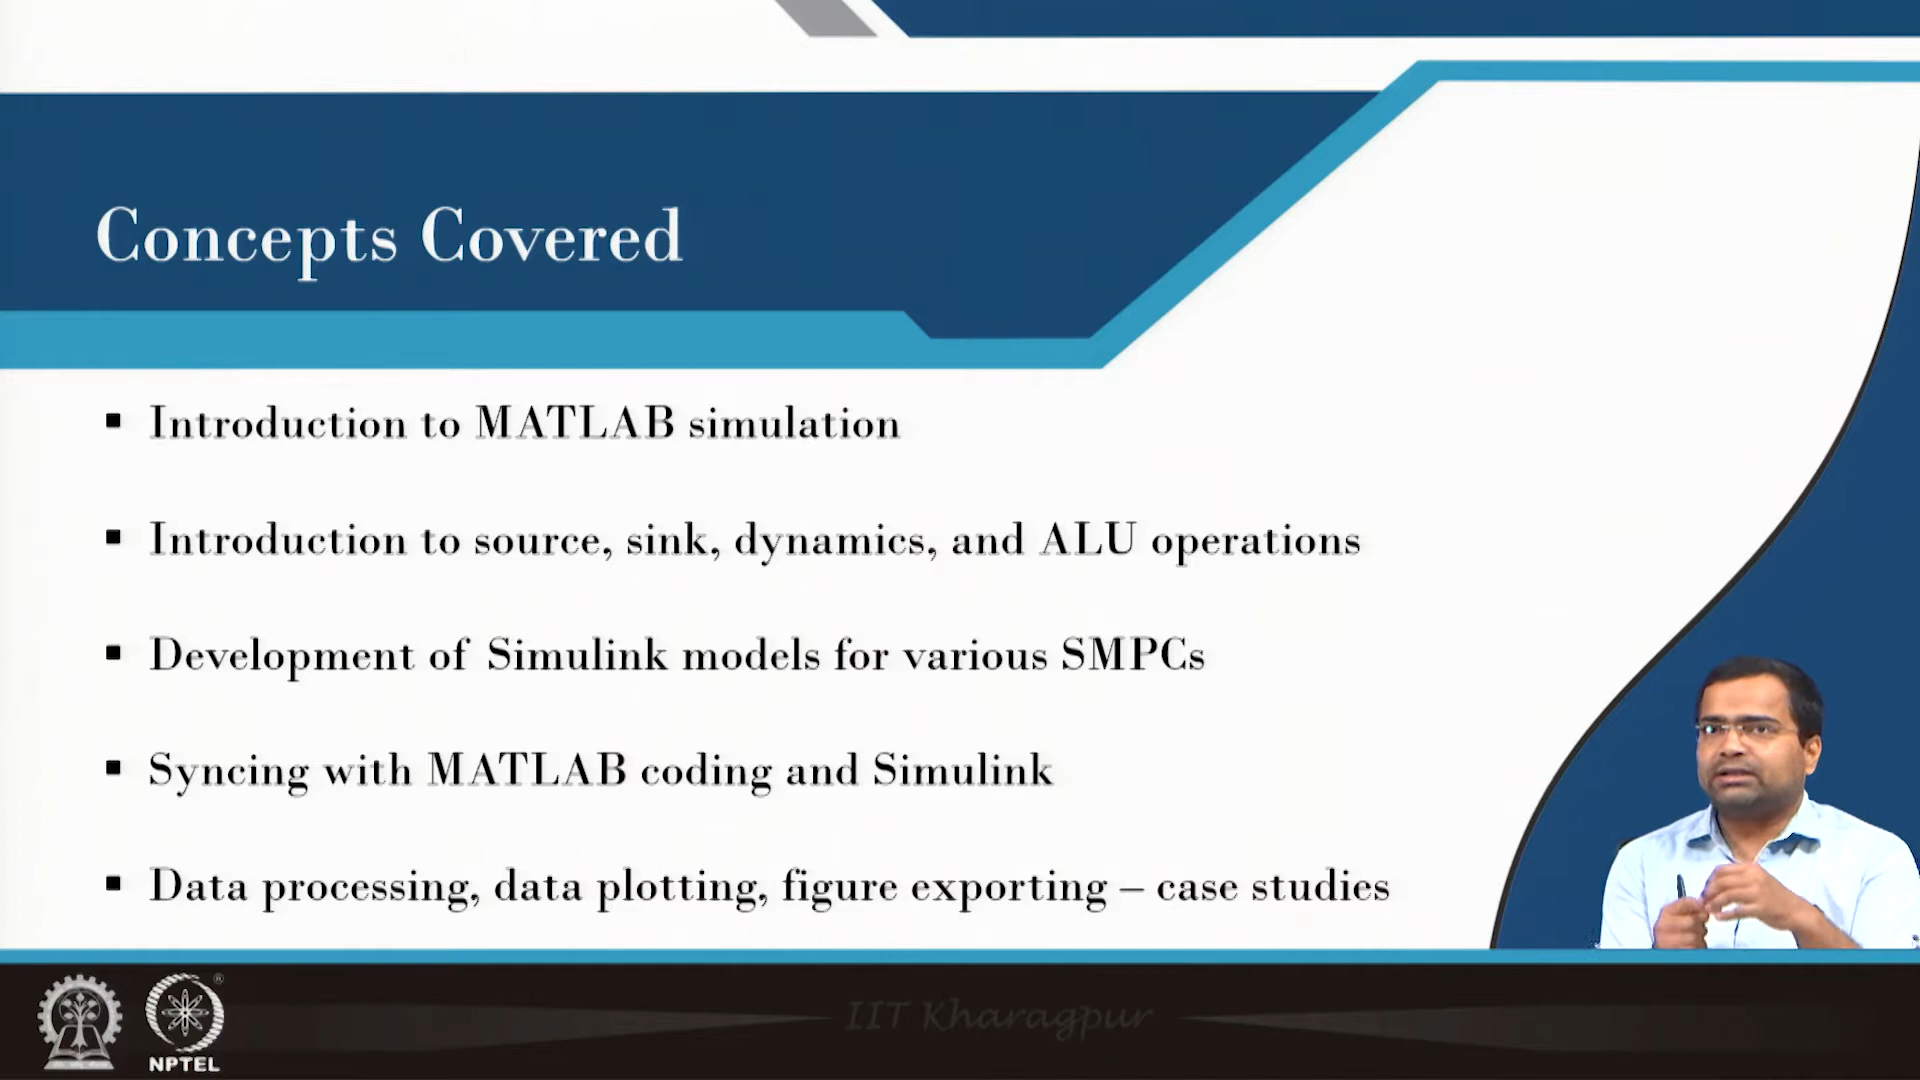 Concepts Covered
Introduction to MATLAB simulation
Introduction to source, sink, dynamics, and ALU operations
Development of Simulink models for various SMPCs
Syncing with MATLAB coding and Simulink
Data processing, data plotting, figure exporting – case studies
IIT Kharagpur
®
NPTEL